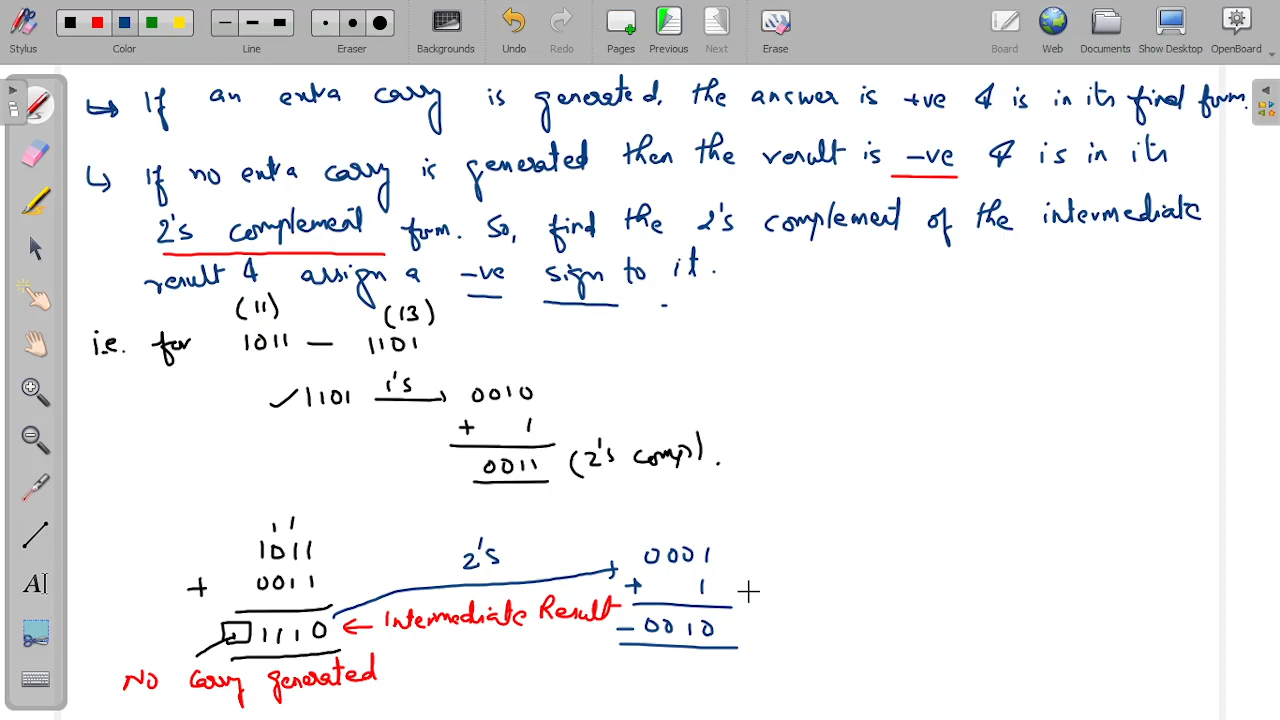 Stylus Color Line Eraser Backgrounds Undo Redo Pages Previous Next Erase Board Web Documents Show Desktop OpenBoard
↳ If an extra carry is generated, the answer is +ve & is in its final form.
↳ If no extra carry is generated then the result is -ve & is in its
2's complement form. So, find the 2's complement of the intermediate
result & assign a -ve sign to it.
(11) (13)
i.e. for 1011 — 1101
✓1101 1's → 0010
+ 1
0011 (2's comp).
1 1
1011 2's 0001
+ 0011 + 1
1110 ← Intermediate Result -0010
No carry generated
AI